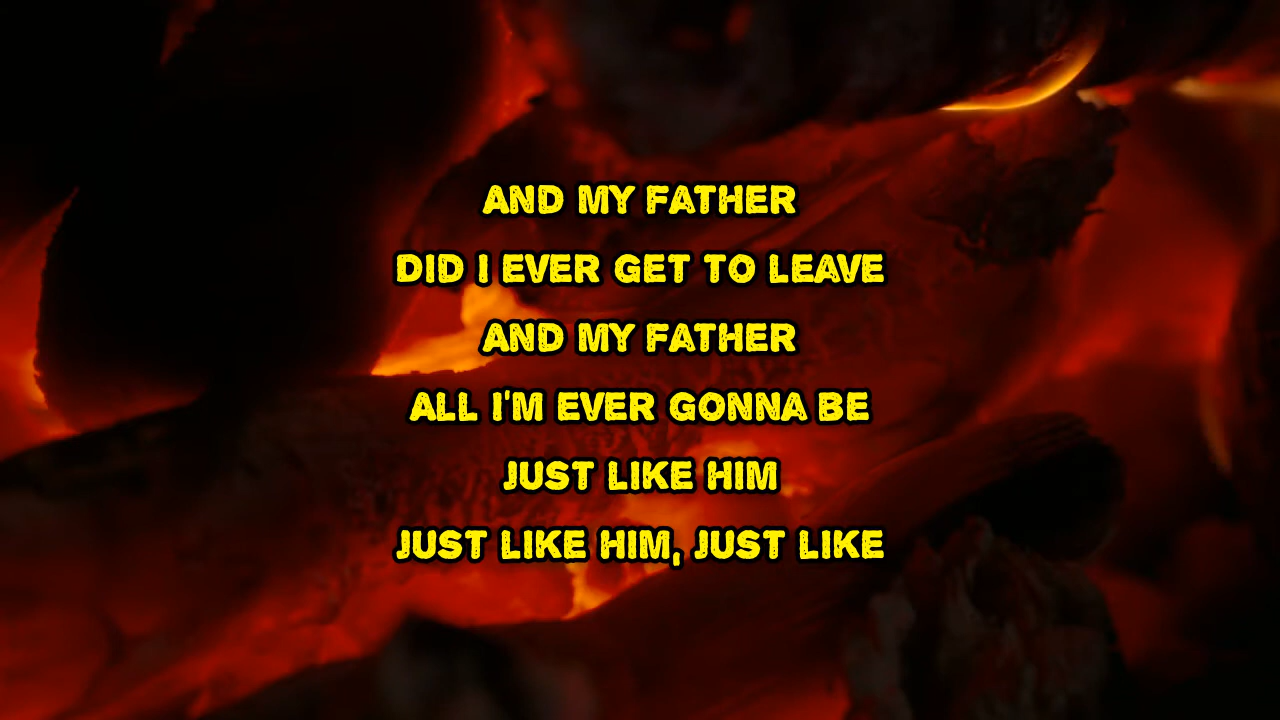 AND MY FATHER
DID I EVER GET TO LEAVE
AND MY FATHER
ALL I'M EVER GONNA BE
JUST LIKE HIM
JUST LIKE HIM, JUST LIKE